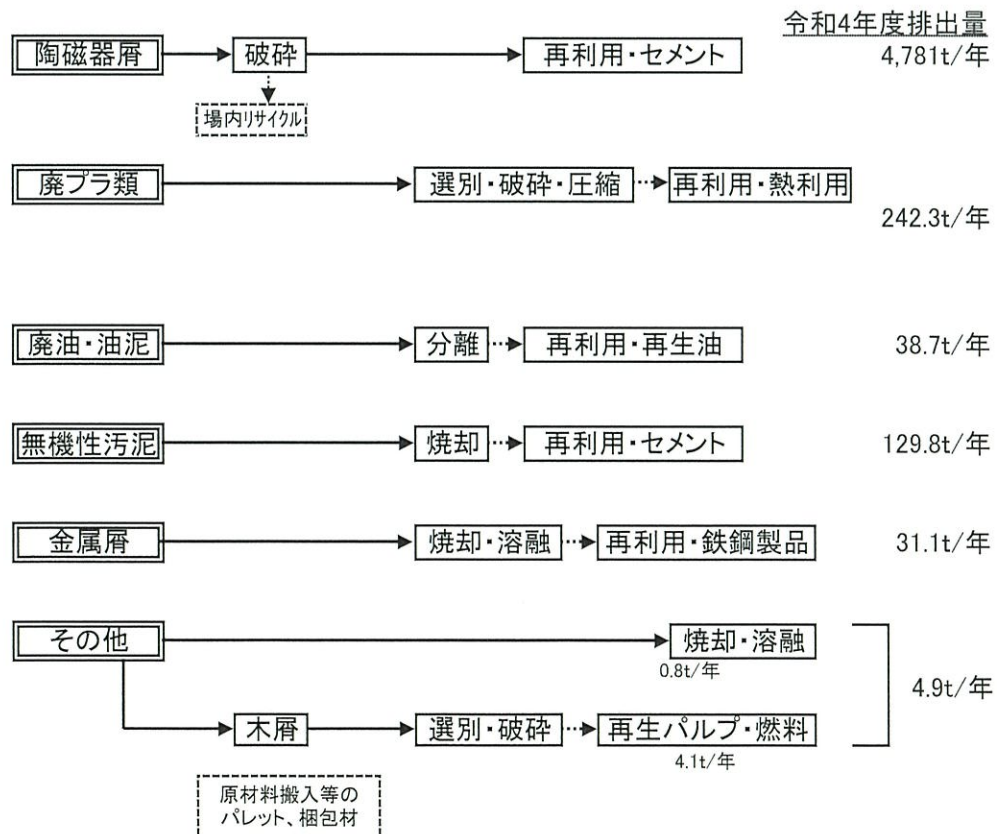 令和4年度排出量
陶磁器屑 破砕 再利用・セメント 4,781t/年
場内リサイクル
廃プラ類 選別・破砕・圧縮 再利用・熱利用
242.3t/年
廃油・油泥 分離 再利用・再生油 38.7t/年
無機性汚泥 焼却 再利用・セメント 129.8t/年
金属屑 焼却・溶融 再利用・鉄鋼製品 31.1t/年
その他 焼却・溶融
0.8t/年
4.9t/年
木屑 選別・破砕 再生パルプ・燃料
4.1t/年
原材料搬入等の
パレット、梱包材